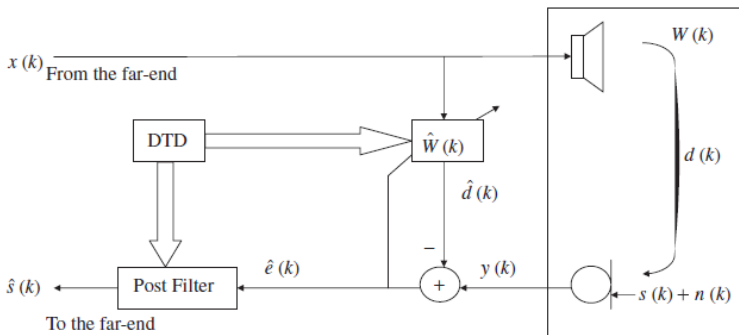 x (k) From the far-end
W (k)
DTD
Ŵ (k)
d (k)
d̂ (k)
−
ŝ (k)
Post Filter
ê (k)
+
y (k)
s (k) + n (k)
To the far-end